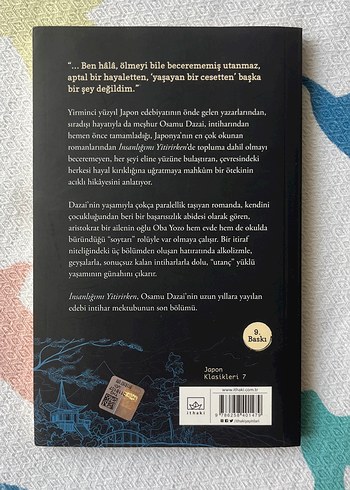 “... Ben hâlâ, ölmeyi bile becerememiş utanmaz,
aptal bir hayaletten, ‘yaşayan bir cesetten’ başka
bir şey değildim.”
Yirminci yüzyıl Japon edebiyatının önde gelen yazarlarından,
sıradışı hayatıyla da meşhur Osamu Dazai, intiharından
hemen önce tamamladığı, Japonya'nın en çok okunan
romanlarından İnsanlığımı Yitirirken'de topluma dahil olmayı
beceremeyen, her şeyi eline yüzüne bulaştıran, çevresindeki
herkesi hayal kırıklığına uğratmaya mahkûm bir ötekinin
acıklı hikâyesini anlatıyor.
Dazai'nin yaşamıyla çokça paralellik taşıyan romanda, kendini
çocukluğundan beri bir başarısızlık abidesi olarak gören,
aristokrat bir ailenin oğlu Oba Yozo hem evde hem de okulda
büründüğü “soytarı” rolüyle var olmaya çalışır. Bir itiraf
niteliğindeki üç bölümden oluşan hatıratında alkolizmle,
geyşalarla, sonuçsuz kalan intiharlarla dolu, “utanç” yüklü
yaşamının günahını çıkarır.
İnsanlığımı Yitirirken, Osamu Dazai'nin uzun yıllara yayılan
edebi intihar mektubunun son bölümü.
9.
Baskı
Japon
Klasikleri 7
ithaki
www.ithaki.com.tr
9786258401479
/ithakiyayinlari